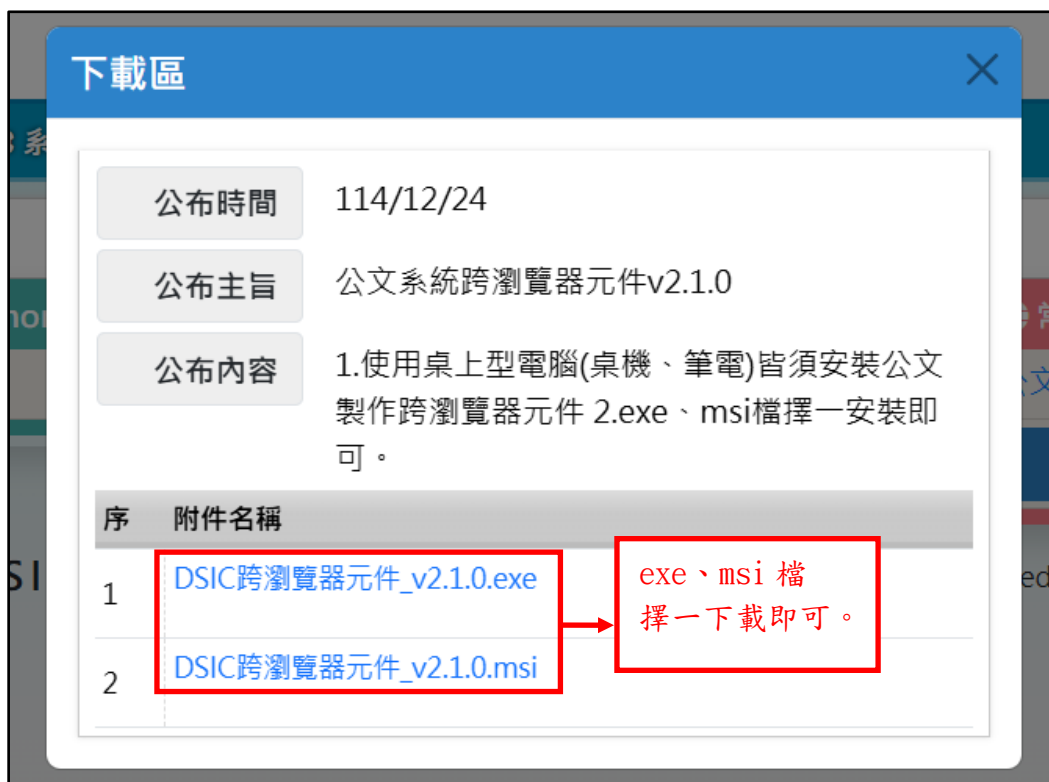 下載區
系
公布時間
114/12/24
公布主旨
公文系統跨瀏覽器元件v2.1.0
公布內容
1.使用桌上型電腦(桌機、筆電)皆須安裝公文
製作跨瀏覽器元件 2.exe、msi檔擇一安裝即
可。
序 附件名稱
1 DSIC跨瀏覽器元件_v2.1.0.exe
2 DSIC跨瀏覽器元件_v2.1.0.msi
exe、msi 檔
擇一下載即可。